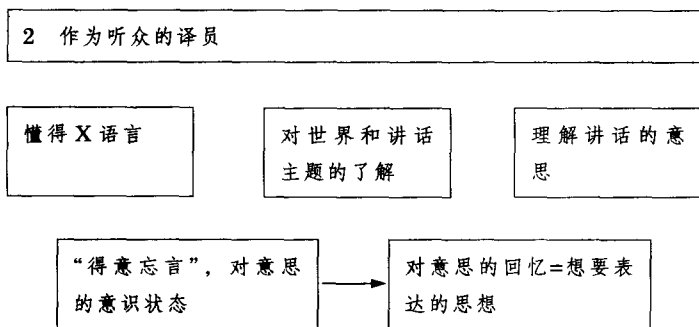 2 作为听众的译员
懂得 X 语言
对世界和讲话
主题的了解
理解讲话的意
思
“得意忘言”，对意思
的意识状态
对意思的回忆=想要表
达的思想